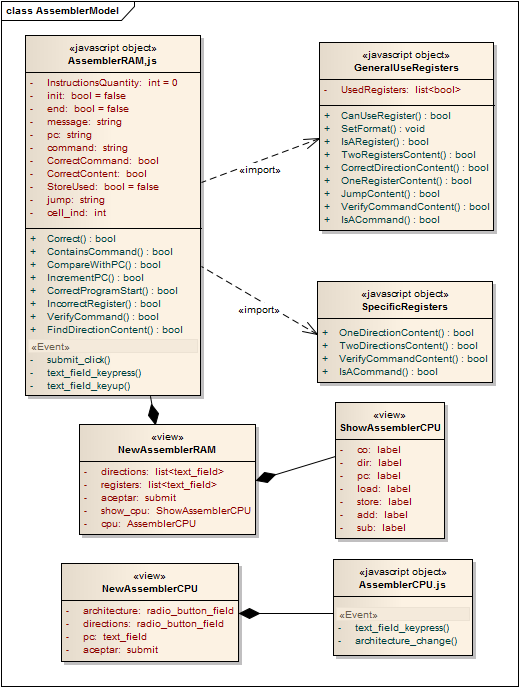 class AssemblerModel
«javascript object»
AssemblerRAM.js
- InstructionsQuantity: int = 0
- init: bool = false
- end: bool = false
- message: string
- pc: string
- command: string
- CorrectCommand: bool
- CorrectContent: bool
- StoreUsed: bool = false
- jump: string
- cell_ind: int
+ Correct() : bool
+ ContainsCommand() : bool
+ CompareWithPC() : bool
+ IncrementPC() : bool
+ CorrectProgramStart() : bool
+ IncorrectRegister() : bool
+ VerifyCommand() : bool
+ FindDirectionContent() : bool
«Event»
- submit_click()
- text_field_keypress()
- text_field_keyup()
«javascript object»
GeneralUseRegisters
- UsedRegisters: list<bool>
+ CanUseRegister() : bool
+ SetFormat() : void
+ IsARegister() : bool
+ TwoRegistersContent() : bool
+ CorrectDirectionContent() : bool
+ OneRegisterContent() : bool
+ JumpContent() : bool
+ VerifyCommandContent() : bool
+ IsACommand() : bool
«import»
«javascript object»
SpecificRegisters
+ OneDirectionContent() : bool
+ TwoDirectionsContent() : bool
+ VerifyCommandContent() : bool
+ IsACommand() : bool
«import»
«view»
NewAssemblerRAM
- directions: list<text_field>
- registers: list<text_field>
- aceptar: submit
- show_cpu: ShowAssemblerCPU
- cpu: AssemblerCPU
«view»
ShowAssemblerCPU
- co: label
- dir: label
- pc: label
- load: label
- store: label
- add: label
- sub: label
«view»
NewAssemblerCPU
- architecture: radio_button_field
- directions: radio_button_field
- pc: text_field
- aceptar: submit
«javascript object»
AssemblerCPU.js
«Event»
- text_field_keypress()
- architecture_change()